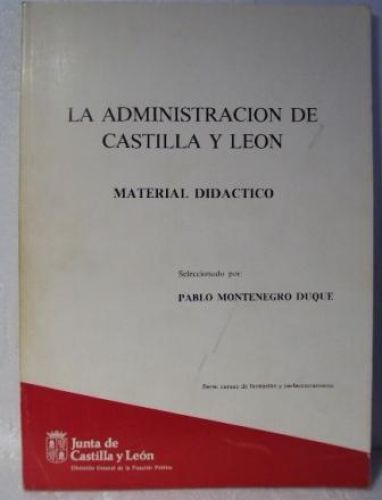 LA ADMINISTRACION DE
CASTILLA Y LEON
MATERIAL DIDACTICO
Seleccionado por:
PABLO MONTENEGRO DUQUE
Serie: cursos de formación y perfeccionamiento
Junta de
Castilla y León
Dirección General de la Función Pública